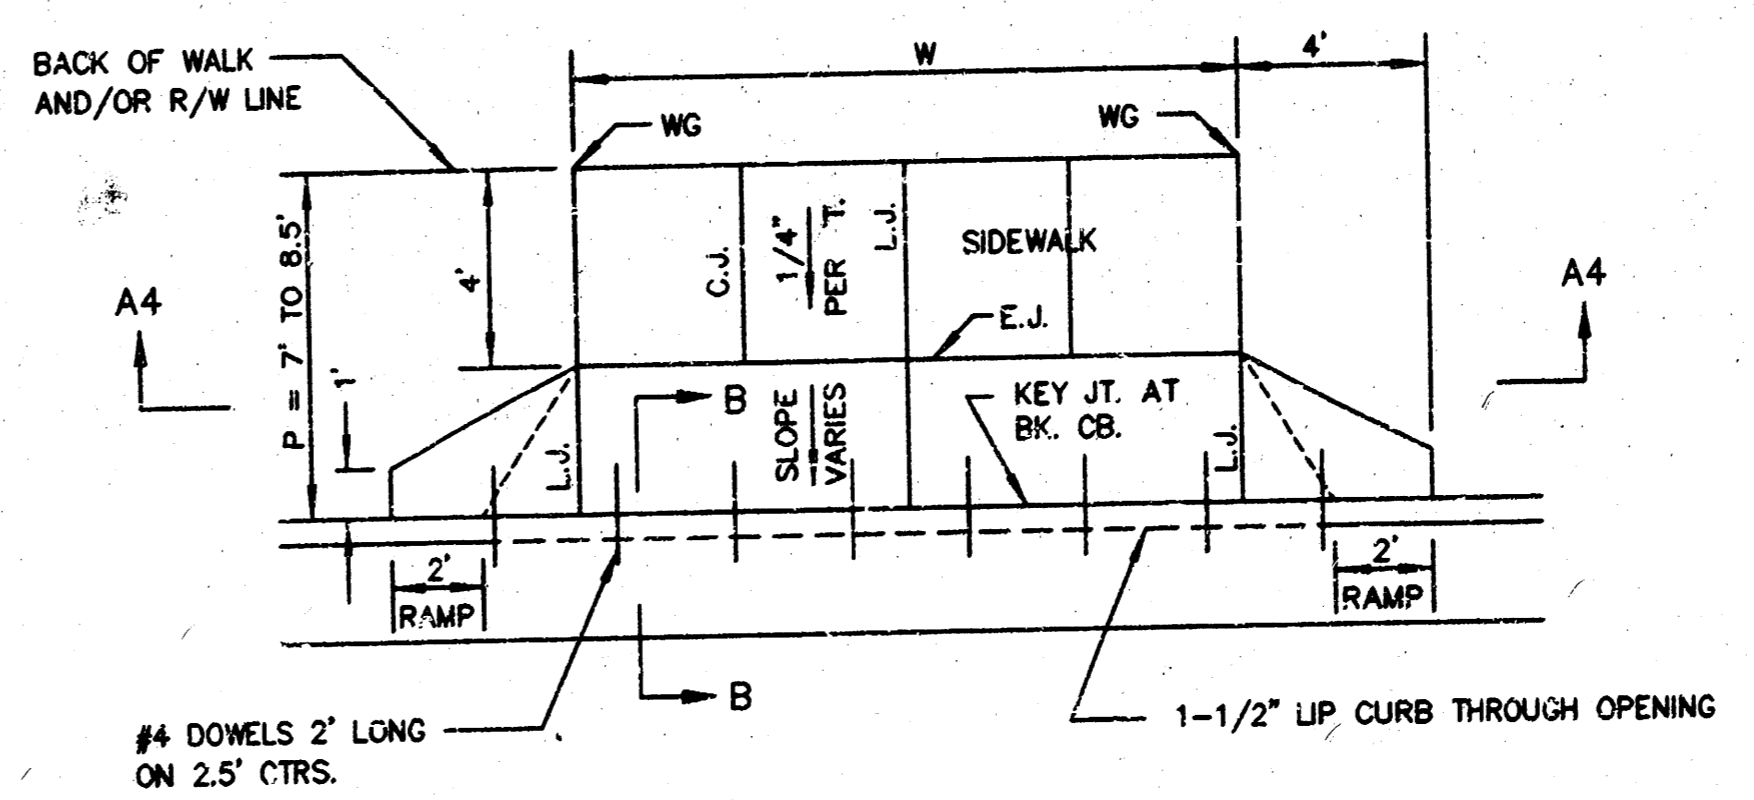 BACK OF WALK
AND/OR R/W LINE
W
4'
WG
WG
P = 7' TO 8.5'
4'
C.J.
1/4"
PER T.
L.J.
SIDEWALK
E.J.
A4
A4
1'
B
SLOPE
VARIES
KEY JT. AT
BK. CB.
L.J.
L.J.
2'
RAMP
2'
RAMP
B
#4 DOWELS 2' LONG
ON 2.5' CTRS.
1-1/2" LIP CURB THROUGH OPENING